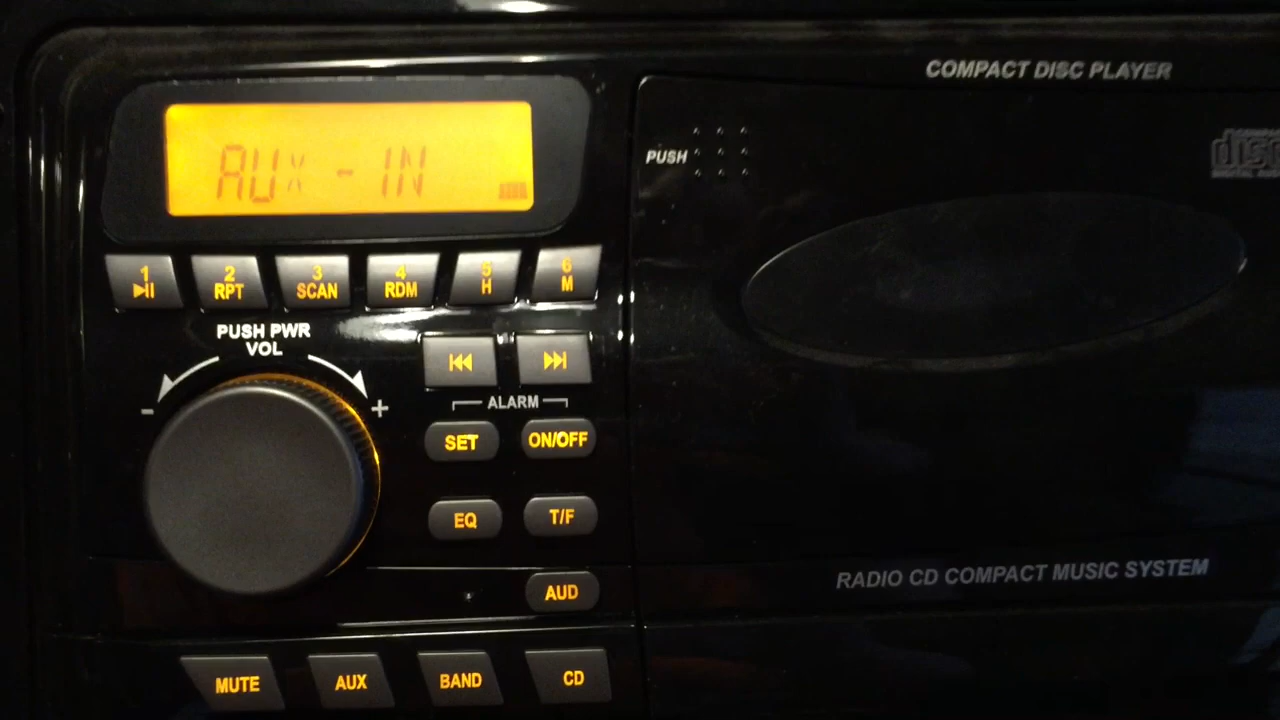 COMPACT DISC PLAYER
AUX - IN
PUSH
disc
1 2 3 4 5 6
RPT SCAN RDM H M
PUSH PWR
VOL
- +
ALARM
SET ON/OFF
EQ T/F
RADIO CD COMPACT MUSIC SYSTEM
AUD
MUTE AUX BAND CD